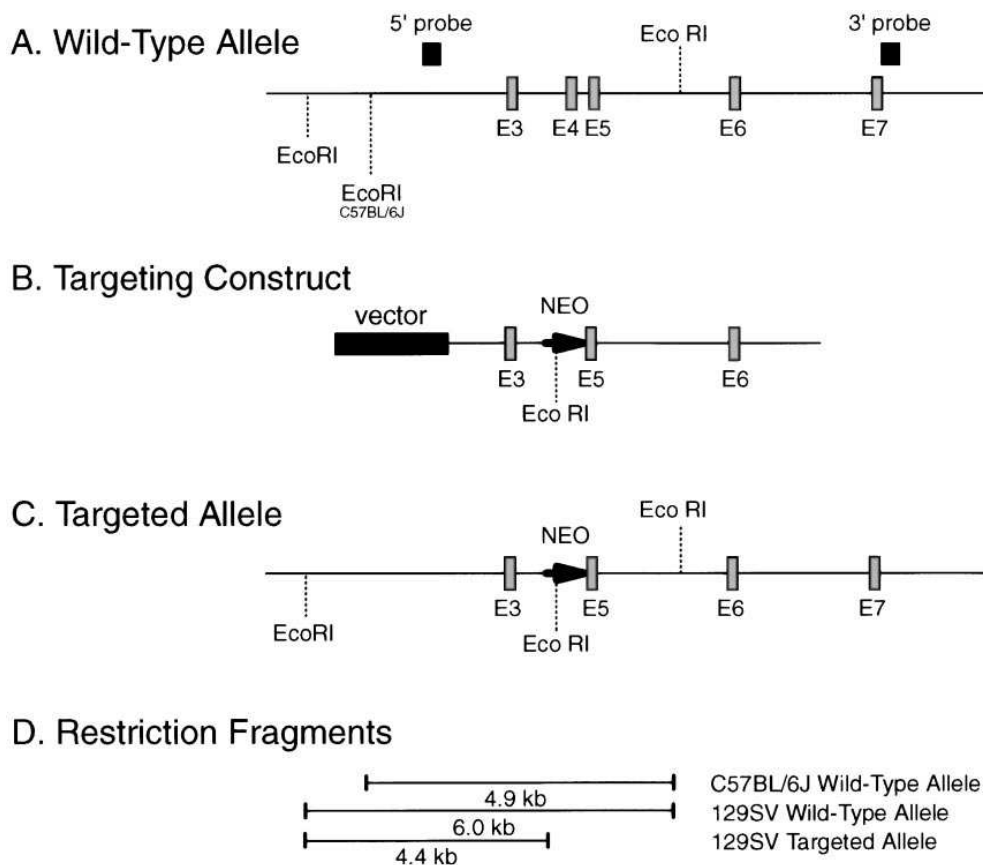 A. Wild-Type Allele
5' probe
Eco RI
3' probe
E3
E4
E5
E6
E7
EcoRI
EcoRI
C57BL/6J
B. Targeting Construct
vector
NEO
E3
E5
E6
Eco RI
C. Targeted Allele
NEO
Eco RI
E3
E5
E6
E7
EcoRI
Eco RI
D. Restriction Fragments
4.9 kb
C57BL/6J Wild-Type Allele
6.0 kb
129SV Wild-Type Allele
4.4 kb
129SV Targeted Allele